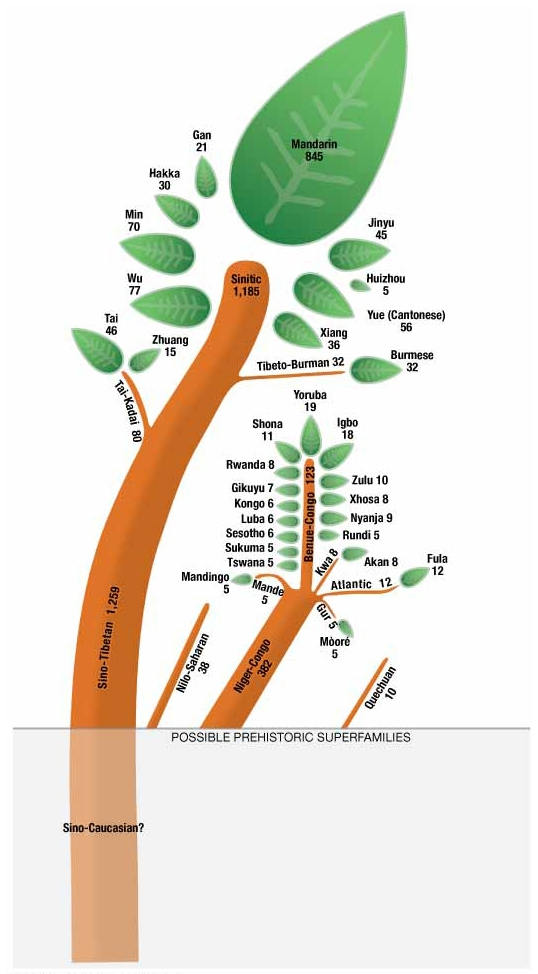 Mandarin
845
Gan
21
Hakka
30
Min
70
Wu
77
Tai
46
Zhuang
15
Jinyu
45
Huizhou
5
Yue (Cantonese)
56
Xiang
36
Sinitic
1,185
Tibeto-Burman 32
Burmese
32
Tai-Kadai 80
Yoruba
19
Shona
11
Igbo
18
Rwanda 8
Gikuyu 7
Kongo 6
Luba 6
Sesotho 6
Sukuma 5
Tswana 5
Benue-Congo 123
Zulu 10
Xhosa 8
Nyanja 9
Rundi 5
Kwa 8
Akan 8
Fula
12
Atlantic 12
Mandingo
5
Mande
5
Gur 5
Mòoré
5
Sino-Tibetan 1,259
Nilo-Saharan
38
Niger-Congo
382
Quechuan
10
POSSIBLE PREHISTORIC SUPERFAMILIES
Sino-Caucasian?